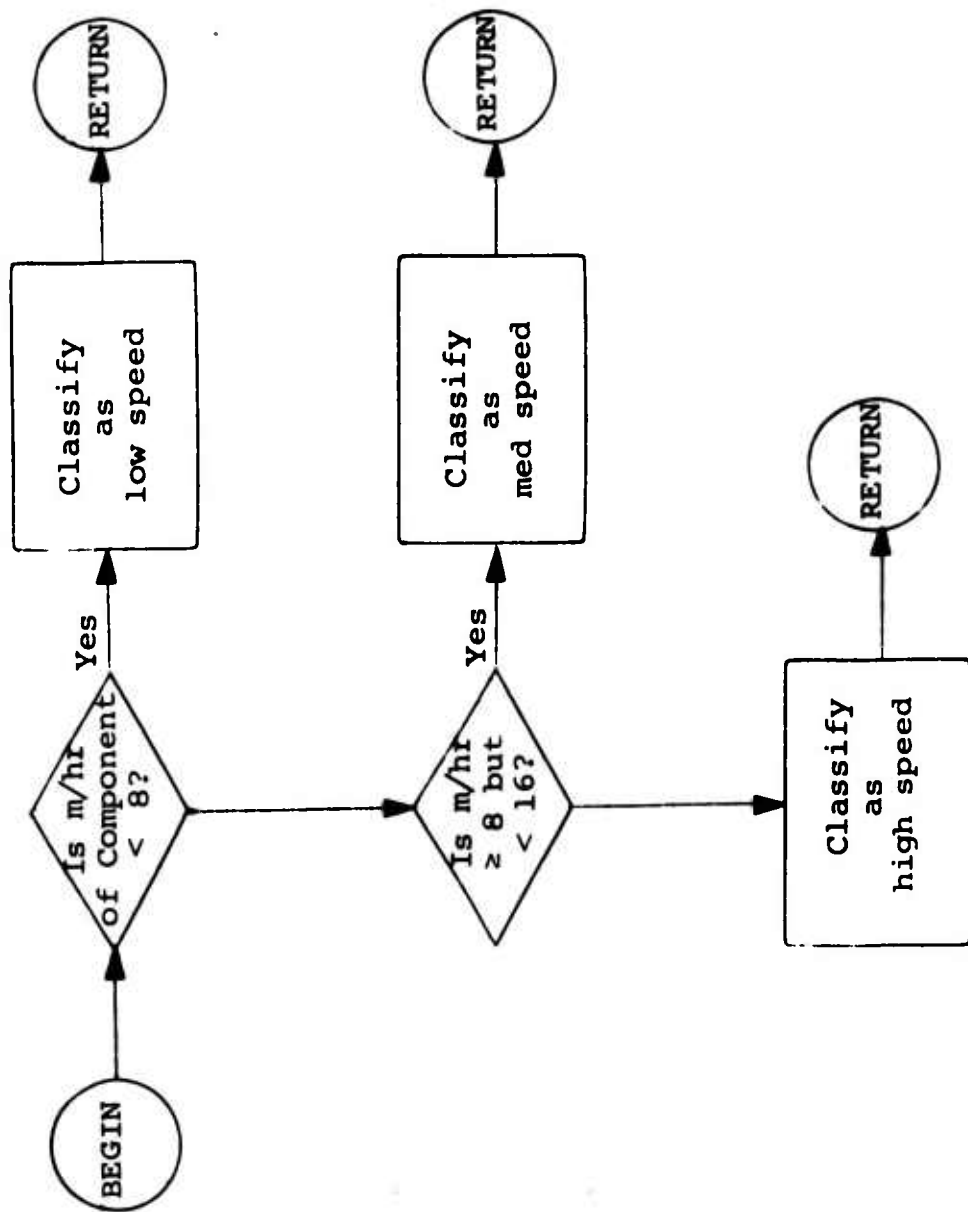 BEGIN
Is m/hr
of Component
< 8?
Yes
Classify
as
low speed
RETURN
Is m/hr
≥ 8 but
< 16?
Yes
Classify
as
med speed
RETURN
Classify
as
high speed
RETURN